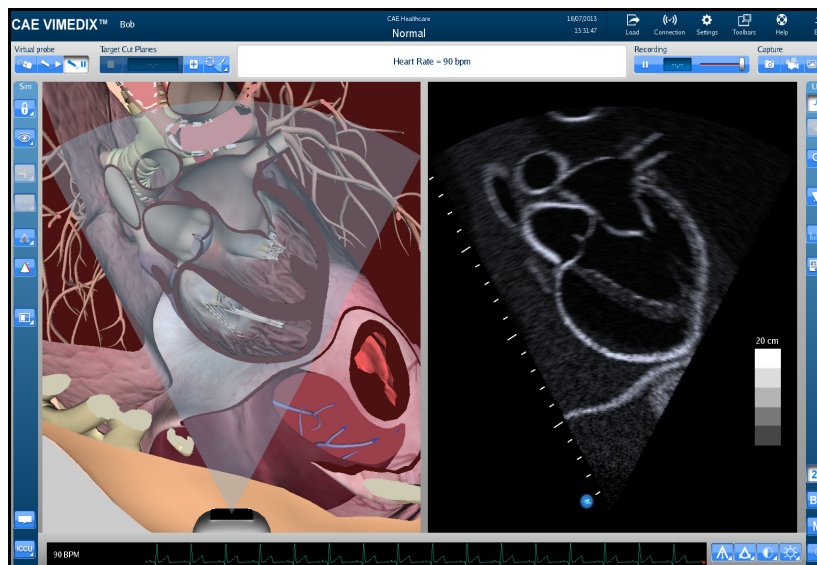 CAE VIMEDIX™ Bob
CAE Healthcare
Normal
16/07/2013
13:31:47
Load Connection Settings Toolbars Help
Virtual probe
Target Cut Planes
--.--
Heart Rate = 90 bpm
Recording
--.--
Capture
Sim
20 cm
2
B
M
ICCU
90 BPM